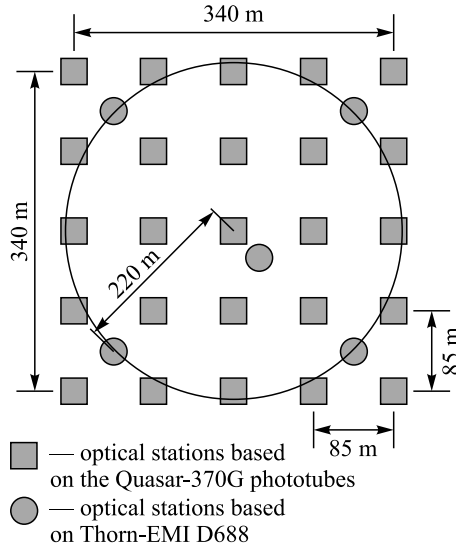 340 m
340 m
220 m
85 m
85 m
— optical stations based
on the Quasar-370G phototubes
— optical stations based
on Thorn-EMI D688